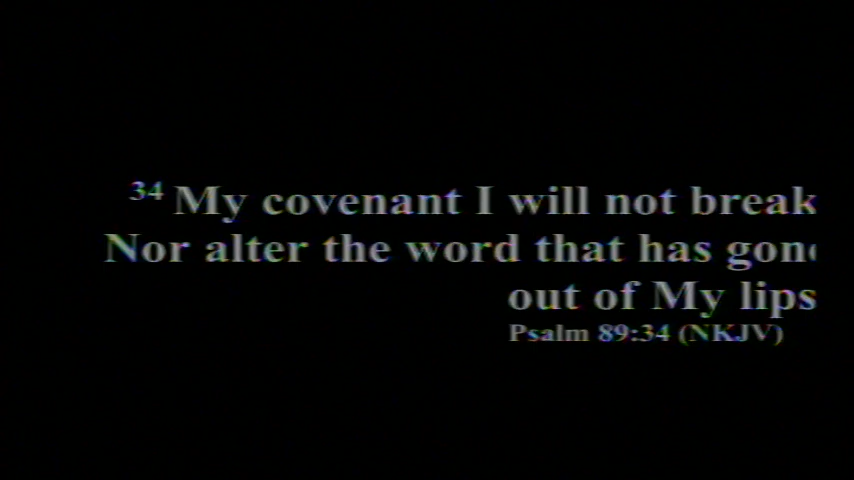 34 My covenant I will not break
Nor alter the word that has gone
out of My lips
Psalm 89:34 (NKJV)